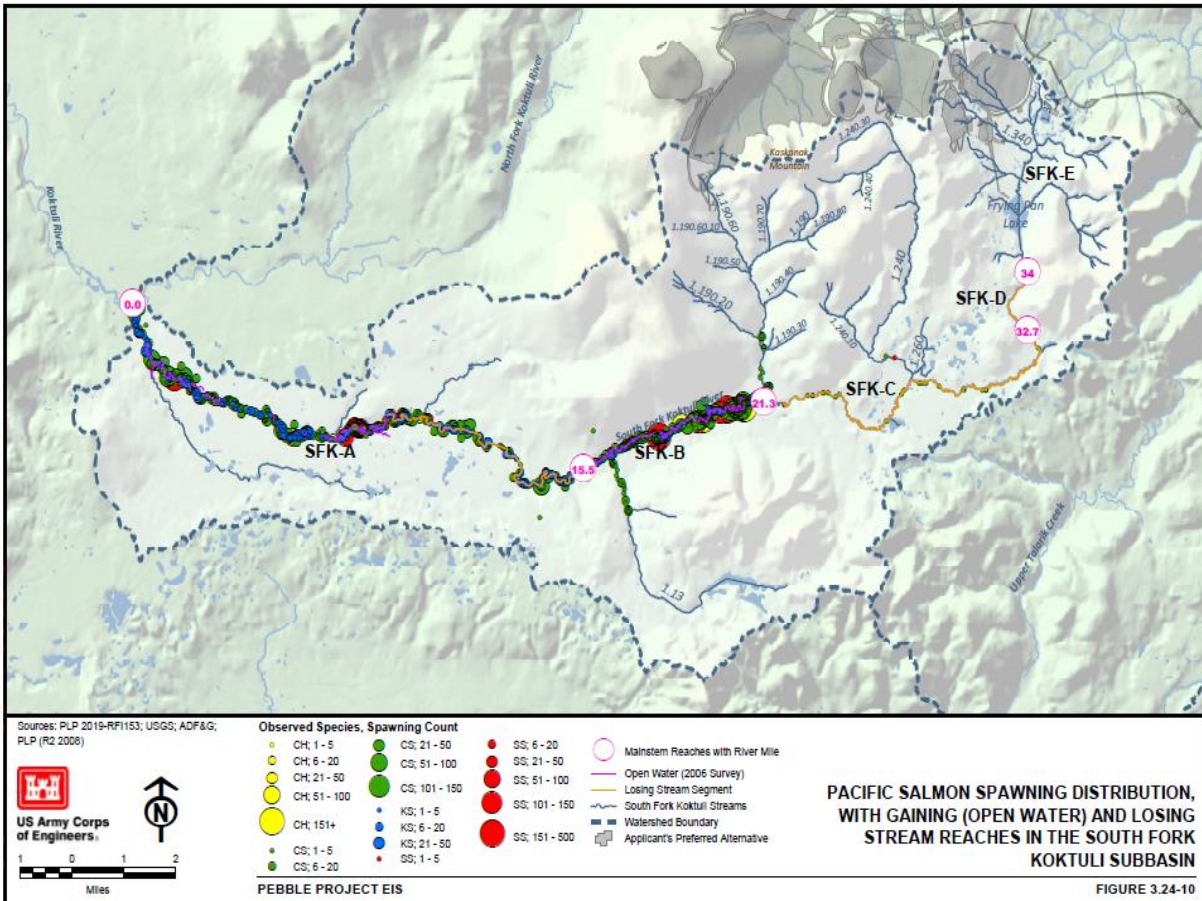 North Fork Koktuli River
Koktuli River
Kaskanak
Mountain
1.240.30
1.340
SFK-E
Frying Pan
Lake
1.190.60
1.190.70
1.190
1.190.80
1.240.40
1.190.60.10
1.190.50
1.190.40
1.190.20
1.190.30
1.240
1.240.10
1.260
0.0
34
SFK-D
32.7
SFK-C
21.3
South Fork Koktuli River
SFK-B
SFK-A
15.5
1.13
Upper Talarik Creek
Sources: PLP 2019-RFI153; USGS; ADF&G;
PLP (R2 2008)
US Army Corps
of Engineers
N
1 0 1 2
Miles
Observed Species, Spawning Count
CH; 1 - 5
CH; 6 - 20
CH; 21 - 50
CH; 51 - 100
CH; 151+
CS; 1 - 5
CS; 6 - 20
CS; 21 - 50
CS; 51 - 100
CS; 101 - 150
KS; 1 - 5
KS; 6 - 20
KS; 21 - 50
SS; 1 - 5
SS; 6 - 20
SS; 21 - 50
SS; 51 - 100
SS; 101 - 150
SS; 151 - 500
Mainstem Reaches with River Mile
Open Water (2006 Survey)
Losing Stream Segment
South Fork Koktuli Streams
Watershed Boundary
Applicant's Preferred Alternative
PACIFIC SALMON SPAWNING DISTRIBUTION,
WITH GAINING (OPEN WATER) AND LOSING
STREAM REACHES IN THE SOUTH FORK
KOKTULI SUBBASIN
PEBBLE PROJECT EIS
FIGURE 3.24-10